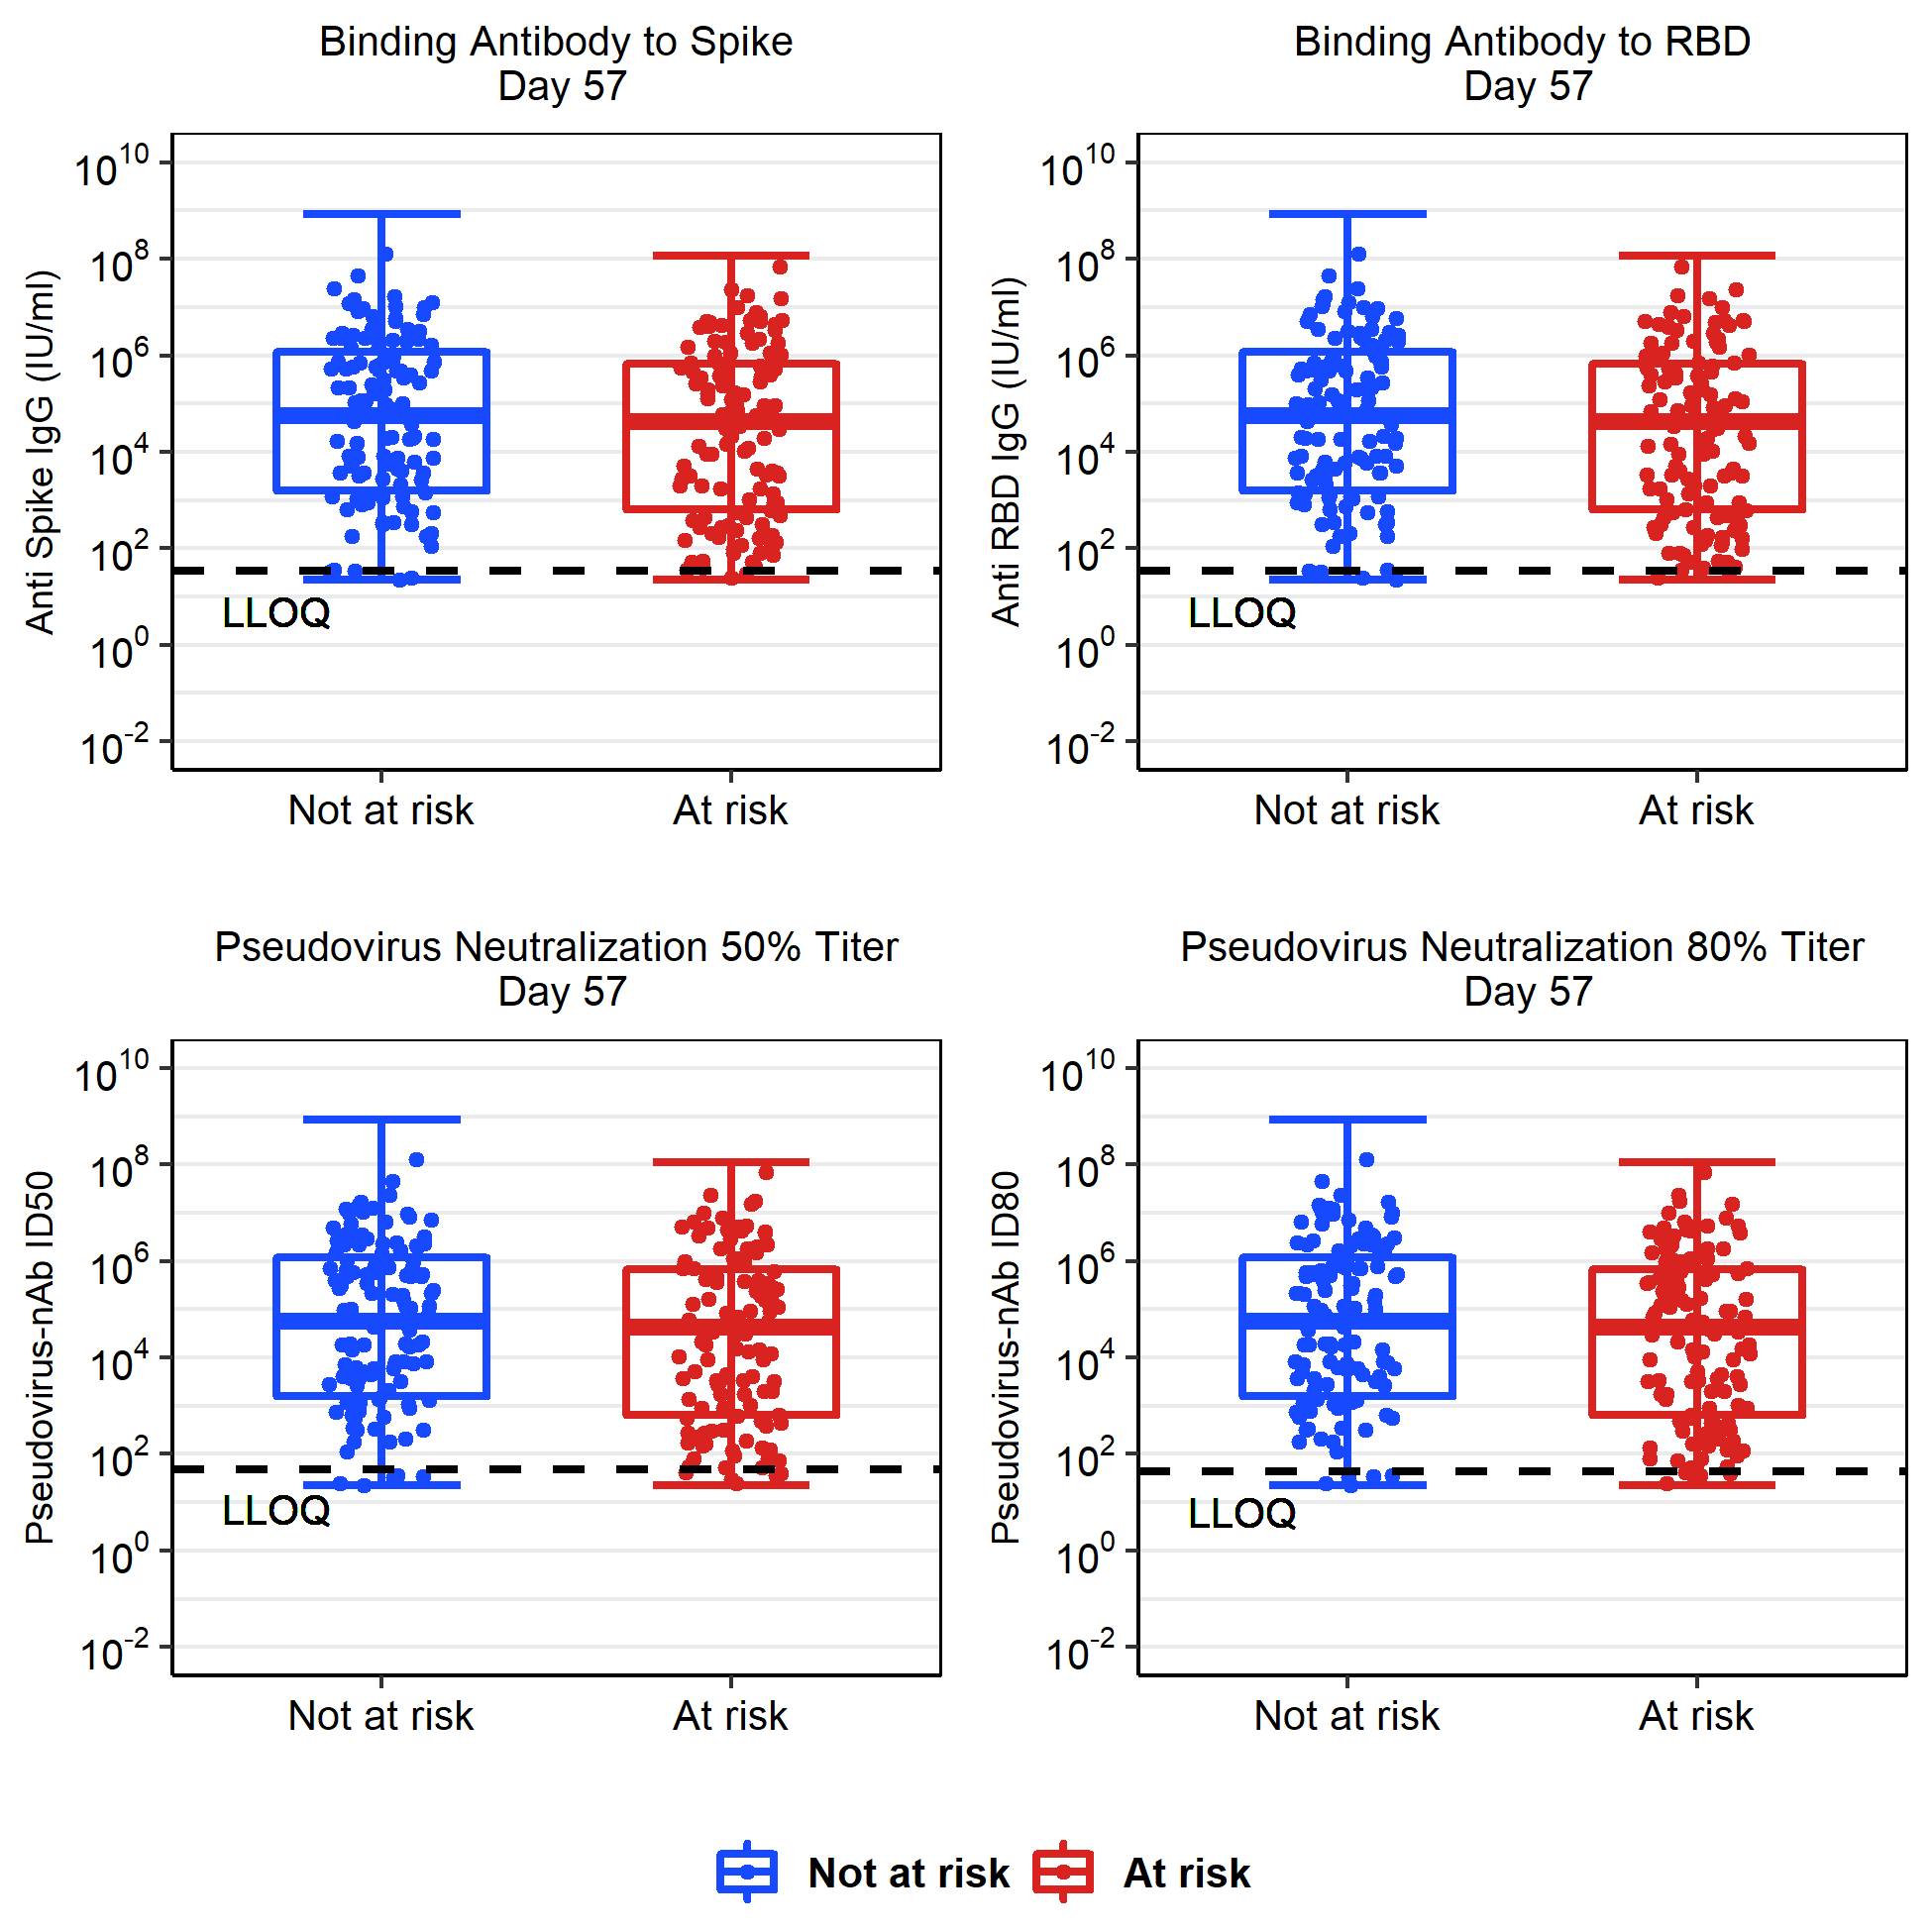 Binding Antibody to Spike
Day 57
Anti Spike IgG (IU/ml)
10^10
10^8
10^6
10^4
10^2
10^0
10^-2
LLOQ
Not at risk
At risk
Binding Antibody to RBD
Day 57
Anti RBD IgG (IU/ml)
10^10
10^8
10^6
10^4
10^2
10^0
10^-2
LLOQ
Not at risk
At risk
Pseudovirus Neutralization 50% Titer
Day 57
Pseudovirus-nAb ID50
10^10
10^8
10^6
10^4
10^2
10^0
10^-2
LLOQ
Not at risk
At risk
Pseudovirus Neutralization 80% Titer
Day 57
Pseudovirus-nAb ID80
10^10
10^8
10^6
10^4
10^2
10^0
10^-2
LLOQ
Not at risk
At risk
Not at risk
At risk